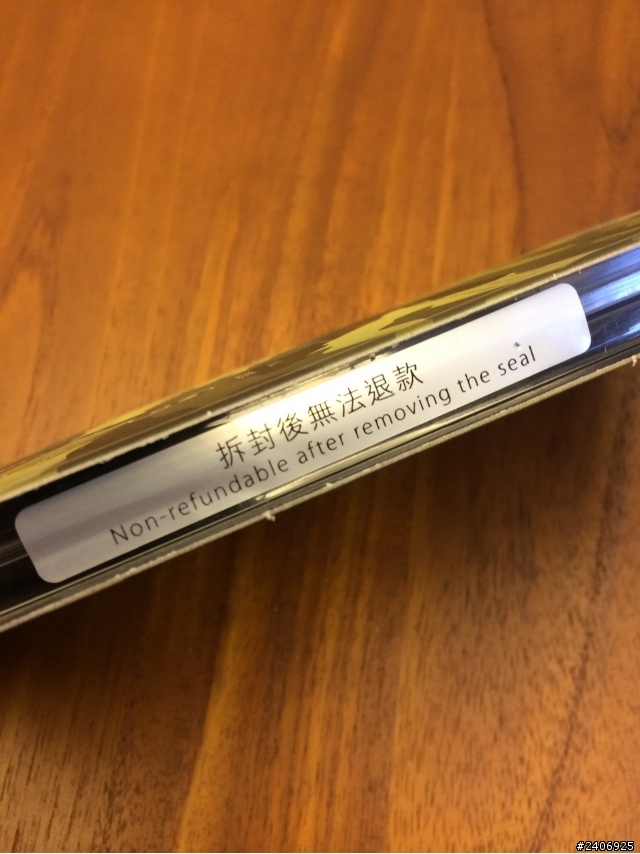 拆封後無法退款
Non-refundable after removing the seal
#2406925